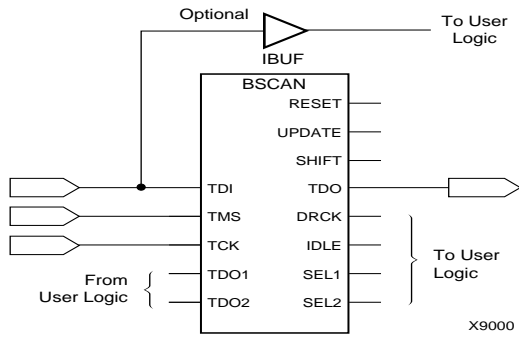 Optional
To User
Logic
IBUF
BSCAN
RESET
UPDATE
SHIFT
TDI
TDO
TMS
DRCK
TCK
IDLE
To User
Logic
From
User Logic
TDO1
SEL1
TDO2
SEL2
X9000